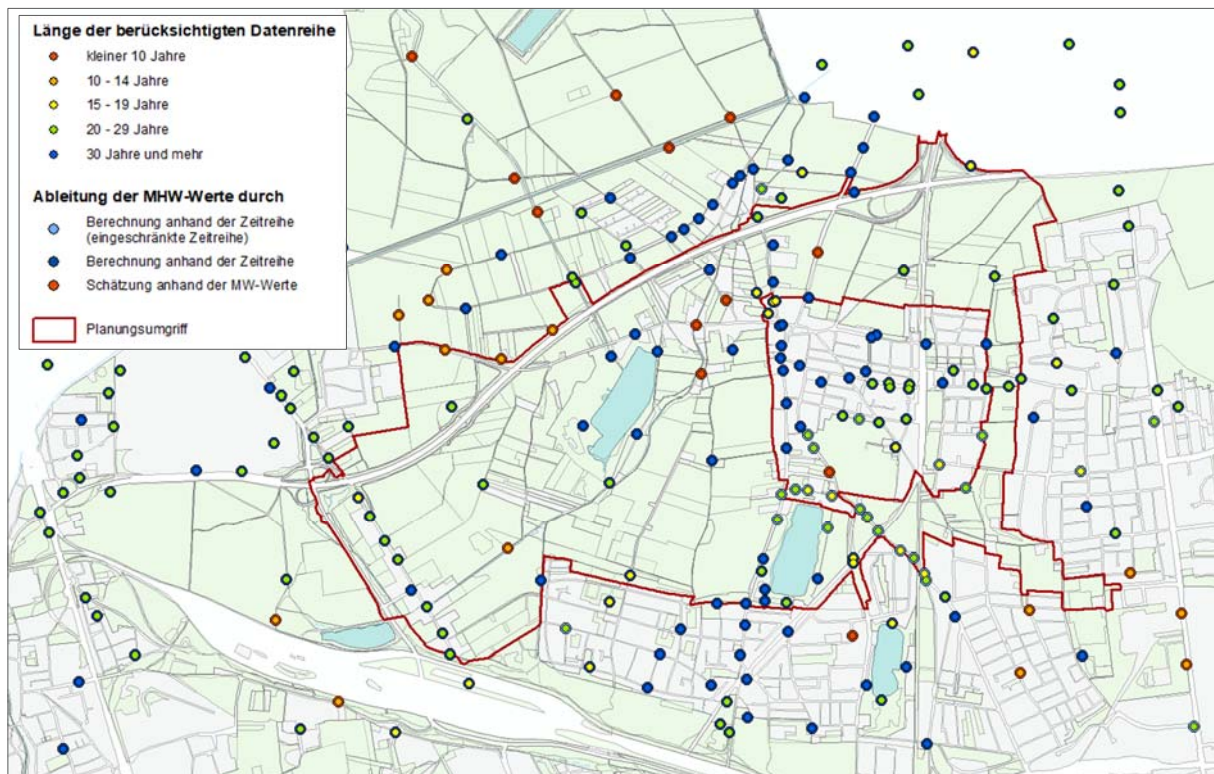 Länge der berücksichtigten Datenreihe
kleiner 10 Jahre
10 - 14 Jahre
15 - 19 Jahre
20 - 29 Jahre
30 Jahre und mehr
Ableitung der MHW-Werte durch
Berechnung anhand der Zeitreihe
(eingeschränkte Zeitreihe)
Berechnung anhand der Zeitreihe
Schätzung anhand der MW-Werte
Planungsumgriff